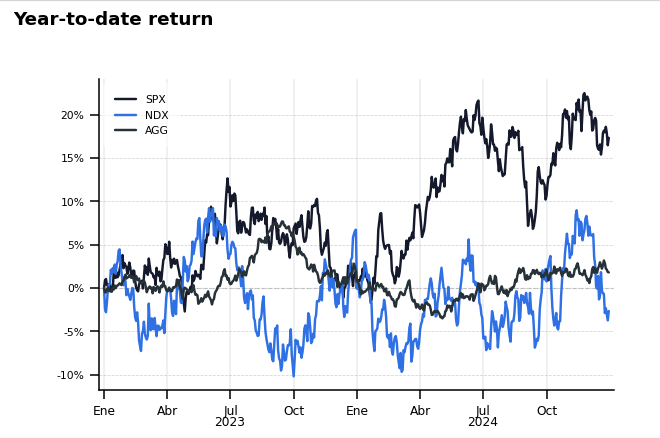 Year-to-date return
SPX
NDX
AGG
20%
15%
10%
5%
0%
-5%
-10%
Ene Abr Jul Oct Ene Abr Jul Oct
2023 2024